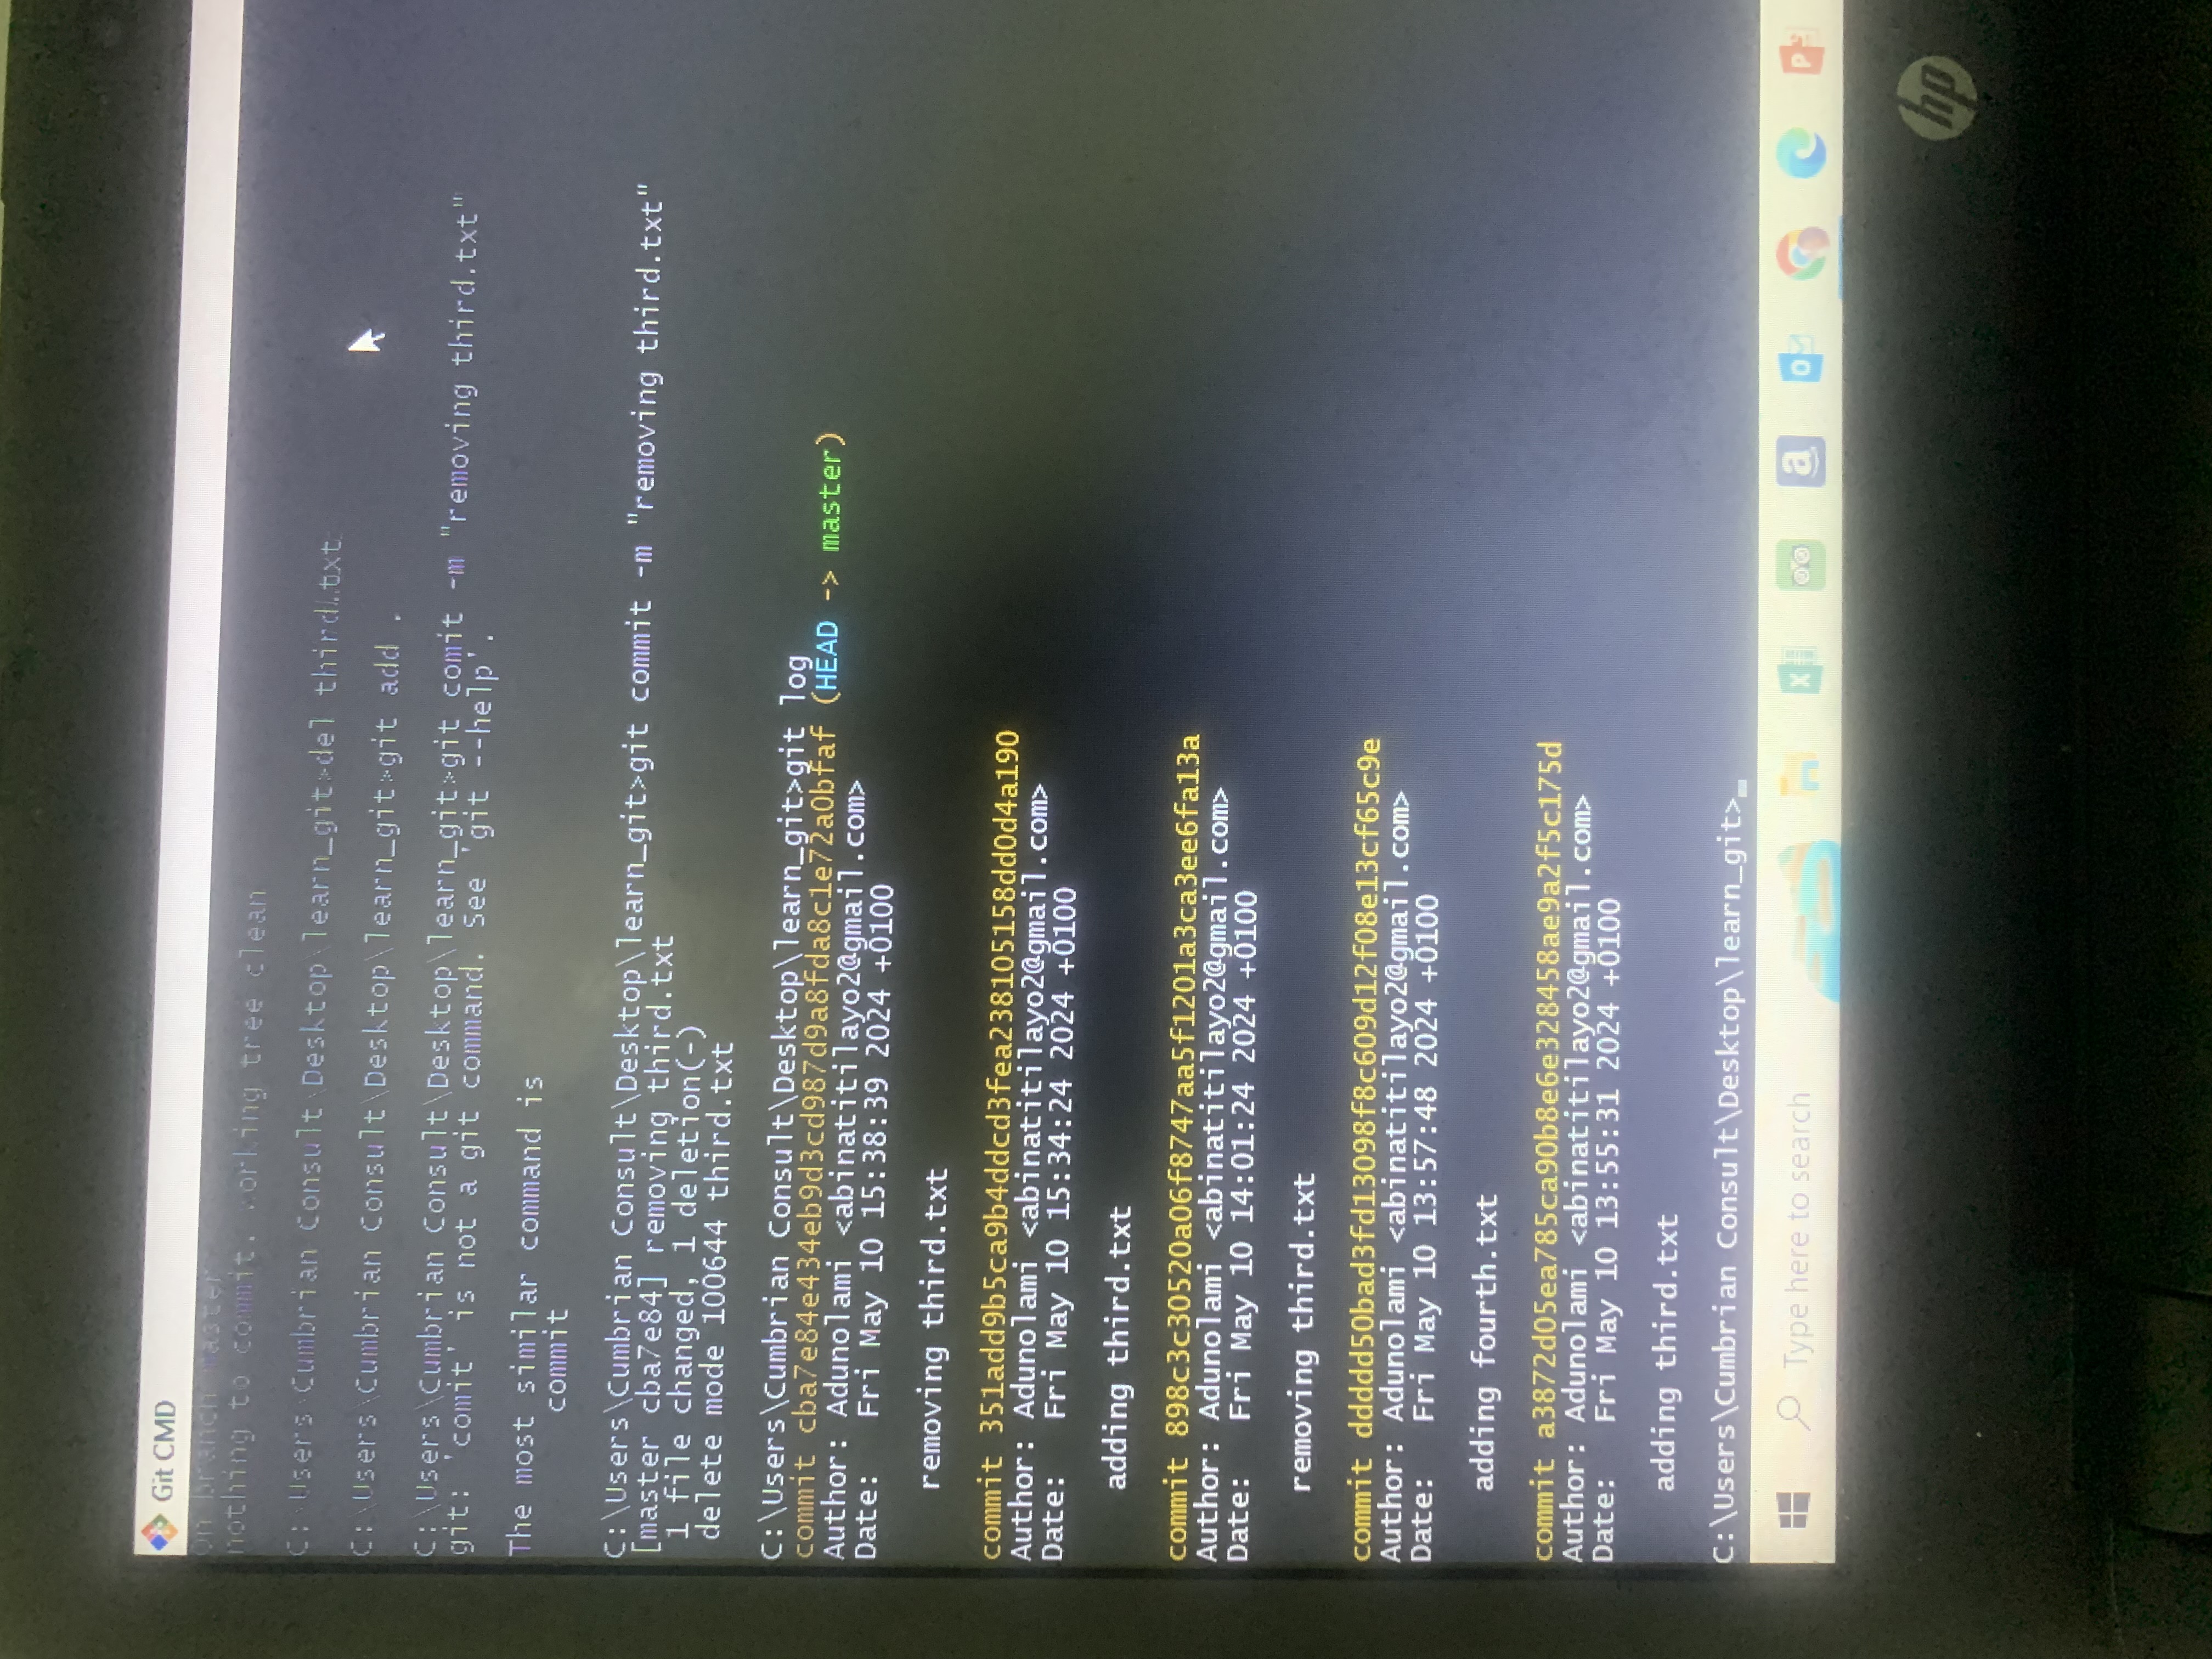 Git CMD
On branch master
nothing to commit, working tree clean
C:\Users\Cumbrian Consult\Desktop\learn_git>del third.txt
C:\Users\Cumbrian Consult\Desktop\learn_git>git add .
C:\Users\Cumbrian Consult\Desktop\learn_git>git comit -m "removing third.txt"
git: 'comit' is not a git command. See 'git --help'.
The most similar command is
commit
C:\Users\Cumbrian Consult\Desktop\learn_git>git commit -m "removing third.txt"
[master cba7e84] removing third.txt
1 file changed, 1 deletion(-)
delete mode 100644 third.txt
C:\Users\Cumbrian Consult\Desktop\learn_git>git log
commit cba7e84e434eb9d3cd987d9a8fda8c1e72a0bfaf (HEAD -> master)
Author: Adunolami <abinatitilayo2@gmail.com>
Date:   Fri May 10 15:38:39 2024 +0100
removing third.txt
commit 351add9b5ca9b4ddcd3fea238105158dd0d4a190
Author: Adunolami <abinatitilayo2@gmail.com>
Date:   Fri May 10 15:34:24 2024 +0100
adding third.txt
commit 898c3c30520a06f8747aa5f1201a3ca3ee6fa13a
Author: Adunolami <abinatitilayo2@gmail.com>
Date:   Fri May 10 14:01:24 2024 +0100
removing third.txt
commit ddddd50bad3fd13098f8c609d12f08e13cf65c9e
Author: Adunolami <abinatitilayo2@gmail.com>
Date:   Fri May 10 13:57:48 2024 +0100
adding fourth.txt
commit a3872d05ea785ca90b8e6e328458ae9a2f5c175d
Author: Adunolami <abinatitilayo2@gmail.com>
Date:   Fri May 10 13:55:31 2024 +0100
adding third.txt
C:\Users\Cumbrian Consult\Desktop\learn_git>
Type here to search
hp